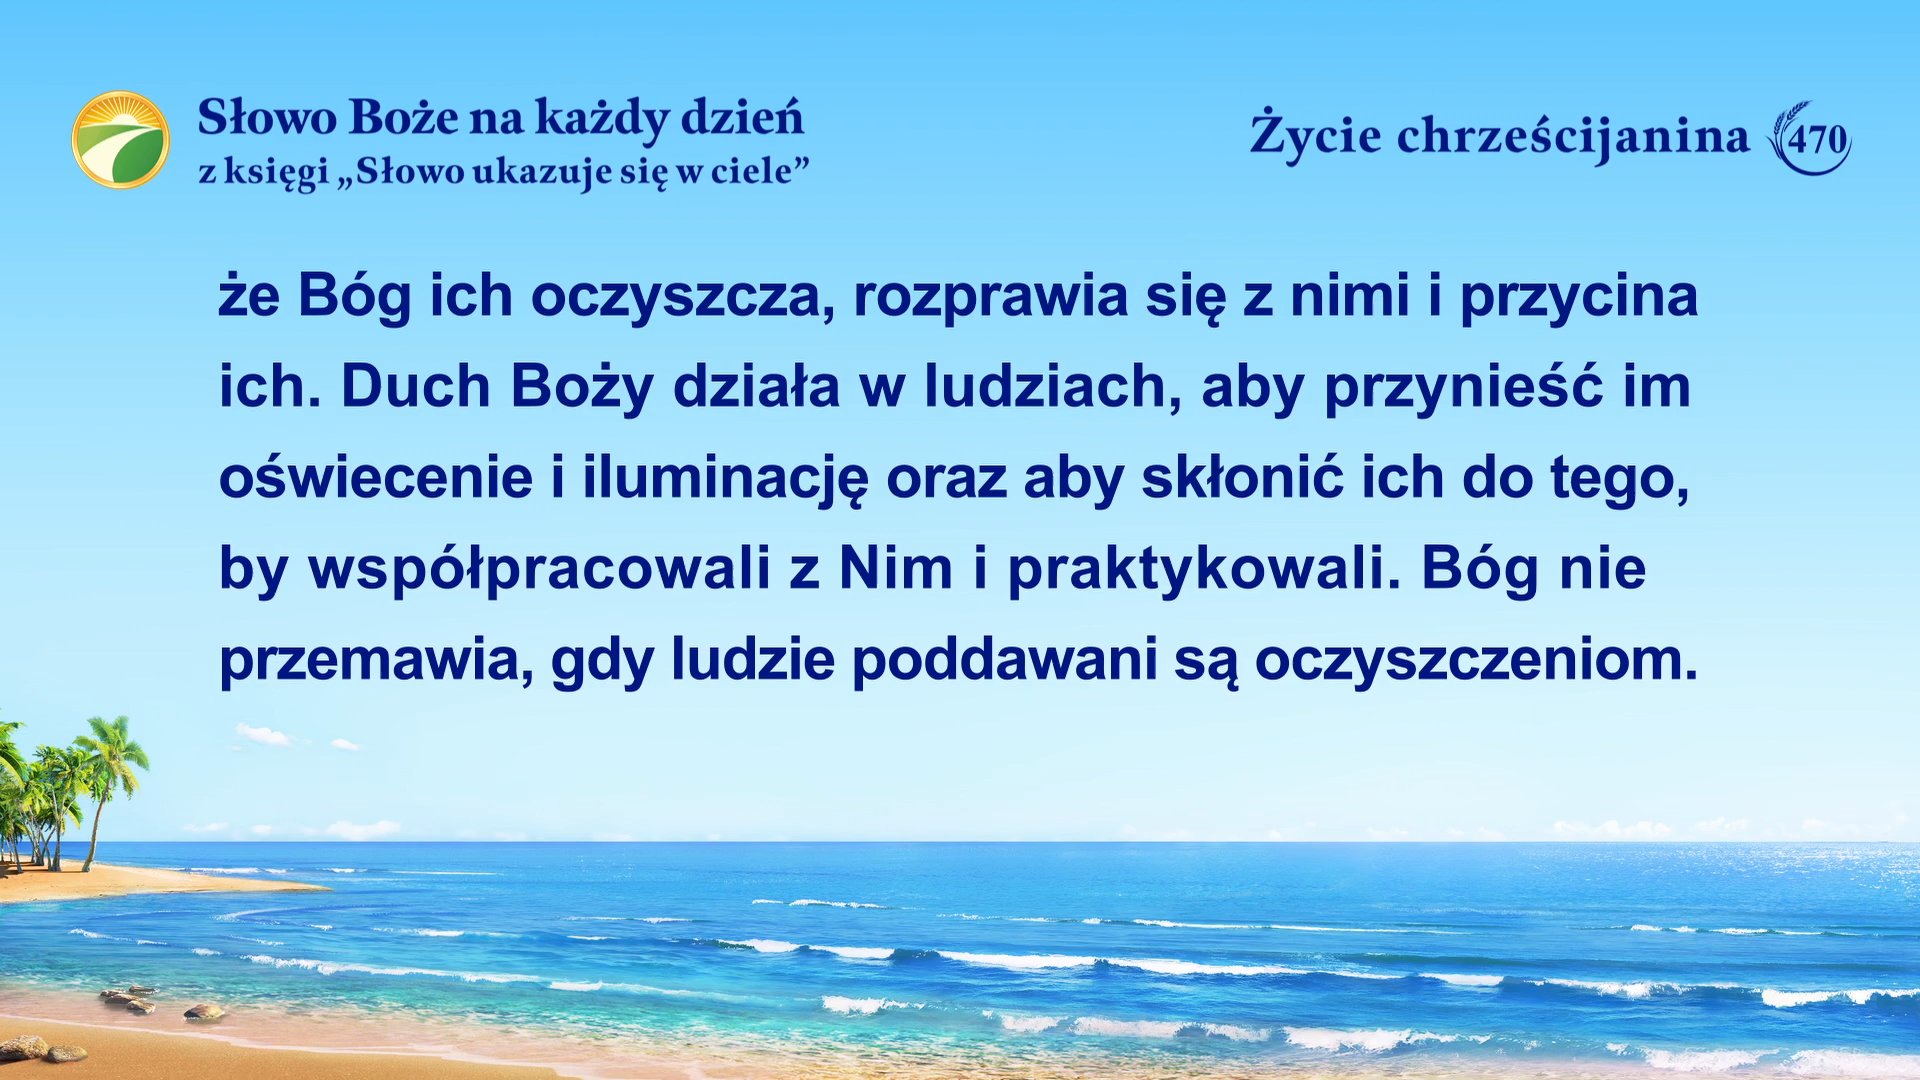 Słowo Boże na każdy dzień
z księgi „Słowo ukazuje się w ciele”
Życie chrześcijanina 470
że Bóg ich oczyszcza, rozprawia się z nimi i przycina
ich. Duch Boży działa w ludziach, aby przynieść im
oświecenie i iluminację oraz aby skłonić ich do tego,
by współpracowali z Nim i praktykowali. Bóg nie
przemawia, gdy ludzie poddawani są oczyszczeniom.